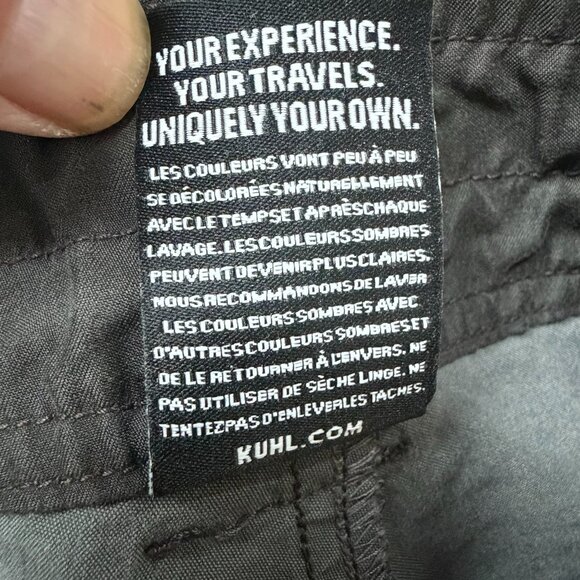 YOUR EXPERIENCE.
YOUR TRAVELS.
UNIQUELY YOUR OWN.
LES COULEURS VONT PEU À PEU
SE DÉCOLORÉES NATURELLEMENT
AVEC LE TEMPS ET APRÈS CHAQUE
LAVAGE. LES COULEURS SOMBRES
PEUVENT DEVENIR PLUS CLAIRES.
NOUS RECOMMANDONS DE LAVER
LES COULEURS SOMBRES AVEC
D'AUTRES COULEURS SOMBRES ET
DE LE RETOURNER À L'ENVERS. NE
PAS UTILISER DE SÈCHE LINGE. NE
TENTEZ PAS D'ENLEVER LES TACHES.
KUHL.COM